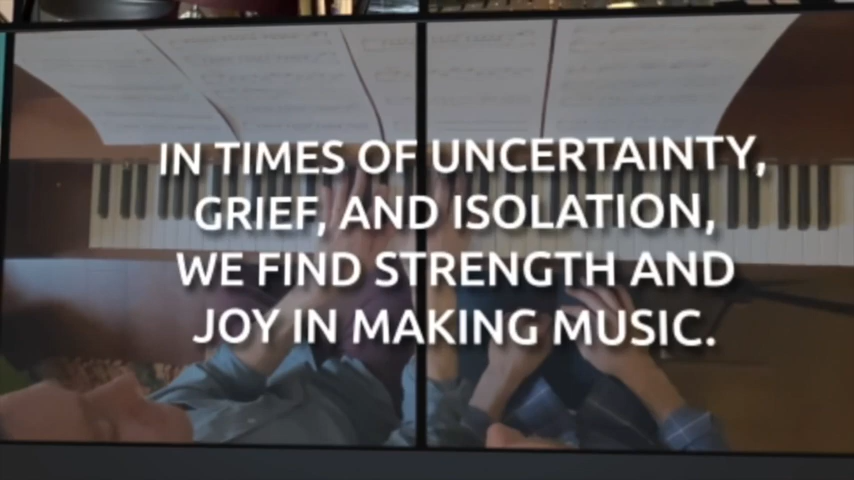 IN TIMES OF UNCERTAINTY,
GRIEF, AND ISOLATION,
WE FIND STRENGTH AND
JOY IN MAKING MUSIC.